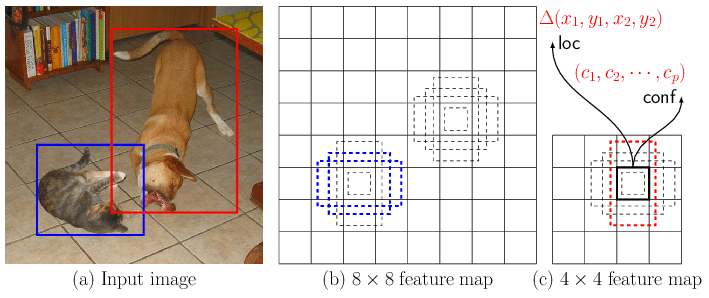 Δ(x₁, y₁, x₂, y₂)
loc
(c₁, c₂, ⋯, cₚ)
conf
(a) Input image
(b) 8 × 8 feature map
(c) 4 × 4 feature map